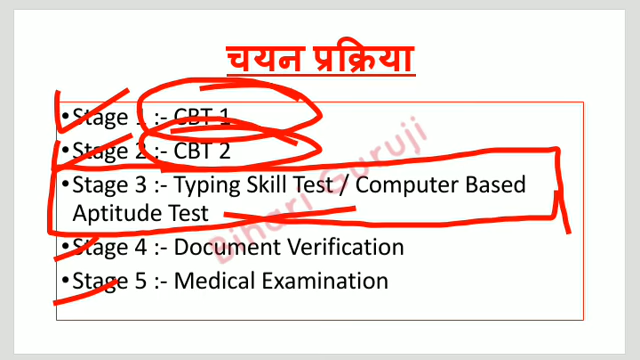 चयन प्रक्रिया
•Stage 1 :- CBT 1
•Stage 2 :- CBT 2
•Stage 3 :- Typing Skill Test / Computer Based
Aptitude Test
•Stage 4 :- Document Verification
•Stage 5 :- Medical Examination
Bihari Guruji